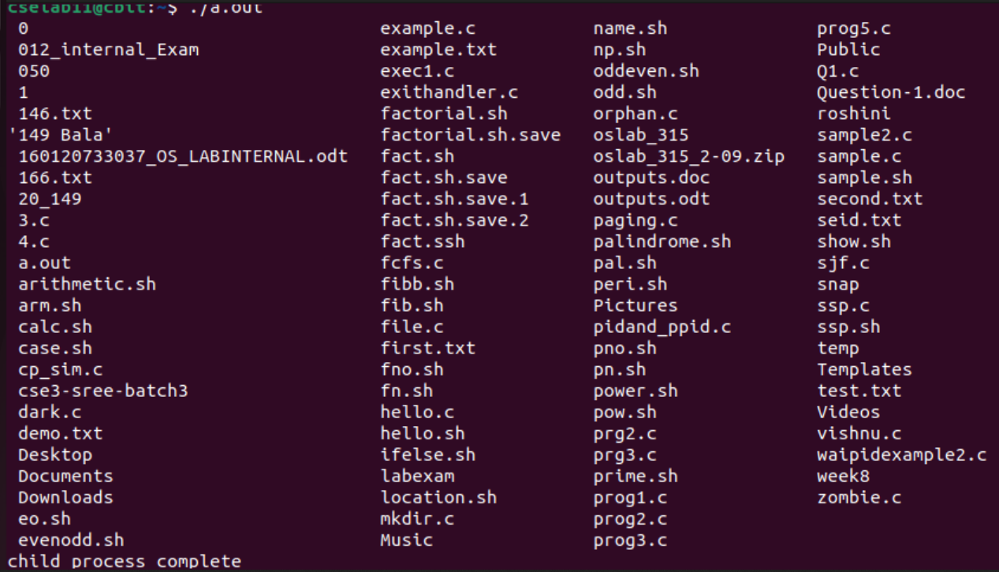 cselab11@cbit:~$ ./a.out
0 example.c name.sh prog5.c
012_internal_Exam example.txt np.sh Public
050 exec1.c oddeven.sh Q1.c
1 exithandler.c odd.sh Question-1.doc
146.txt factorial.sh orphan.c roshini
'149 Bala' factorial.sh.save oslab_315 sample2.c
160120733037_OS_LABINTERNAL.odt fact.sh oslab_315_2-09.zip sample.c
166.txt fact.sh.save outputs.doc sample.sh
20_149 fact.sh.save.1 outputs.odt second.txt
3.c fact.sh.save.2 paging.c seid.txt
4.c fact.ssh palindrome.sh show.sh
a.out fcfs.c pal.sh sjf.c
arithmetic.sh fibb.sh peri.sh snap
arm.sh fib.sh Pictures ssp.c
calc.sh file.c pidand_ppid.c ssp.sh
case.sh first.txt pno.sh temp
cp_sim.c fno.sh pn.sh Templates
cse3-sree-batch3 fn.sh power.sh test.txt
dark.c hello.c pow.sh Videos
demo.txt hello.sh prg2.c vishnu.c
Desktop ifelse.sh prg3.c waipidexample2.c
Documents labexam prime.sh week8
Downloads location.sh prog1.c zombie.c
eo.sh mkdir.c prog2.c
evenodd.sh Music prog3.c
child process complete